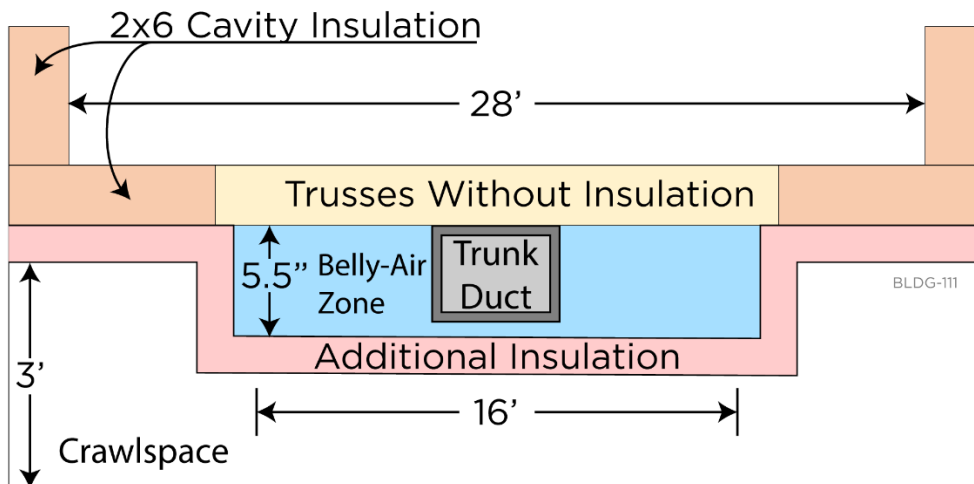 2x6 Cavity Insulation
28’
Trusses Without Insulation
5.5” Belly-Air
Zone
Trunk
Duct
BLDG-111
Additional Insulation
3’
16’
Crawlspace